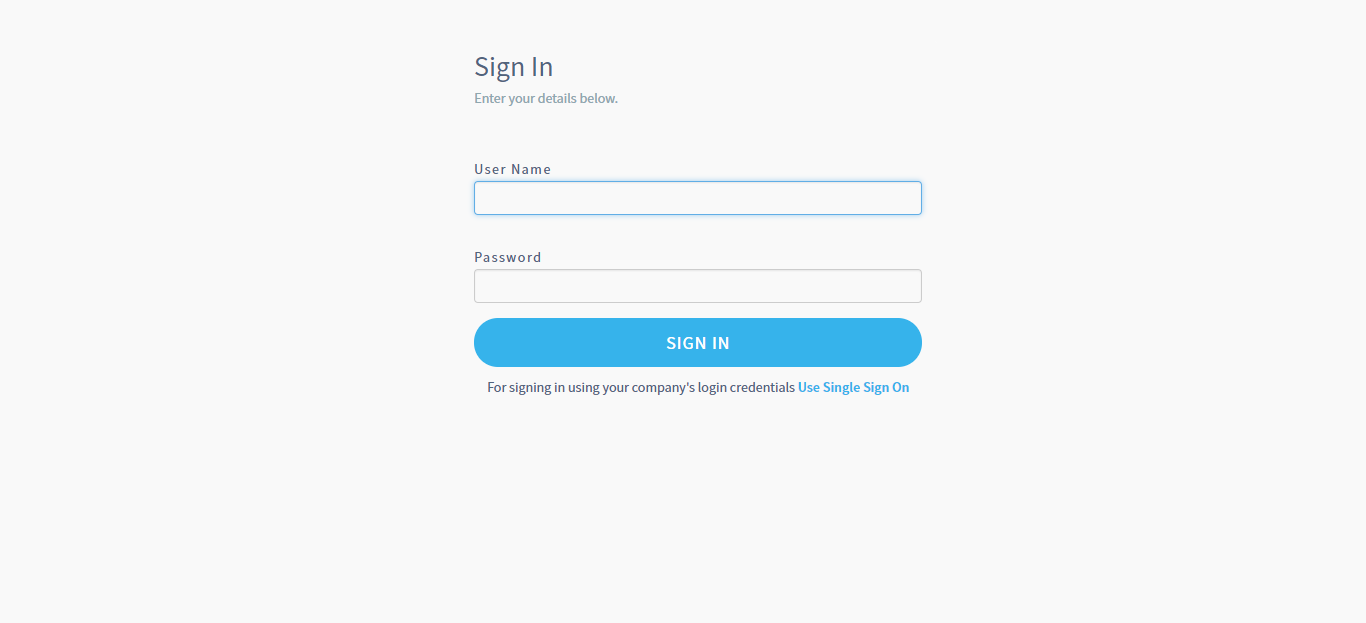 Sign In
Enter your details below.
User Name
Password
SIGN IN
For signing in using your company's login credentials Use Single Sign On